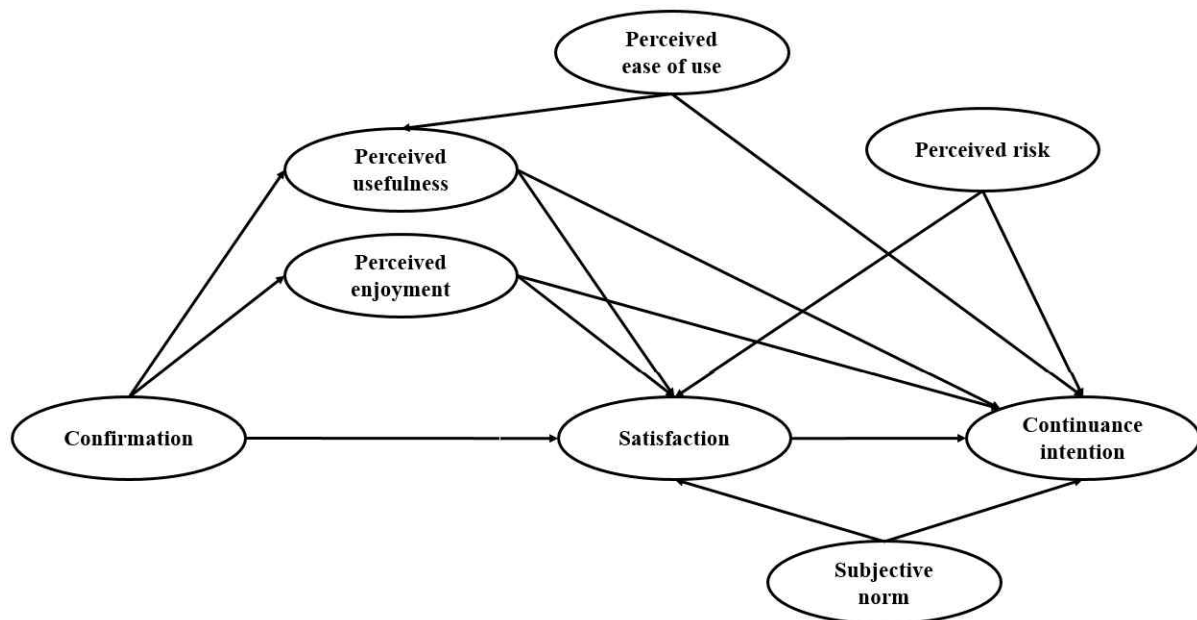 Perceived
ease of use
Perceived risk
Perceived
usefulness
Perceived
enjoyment
Confirmation
Satisfaction
Continuance
intention
Subjective
norm